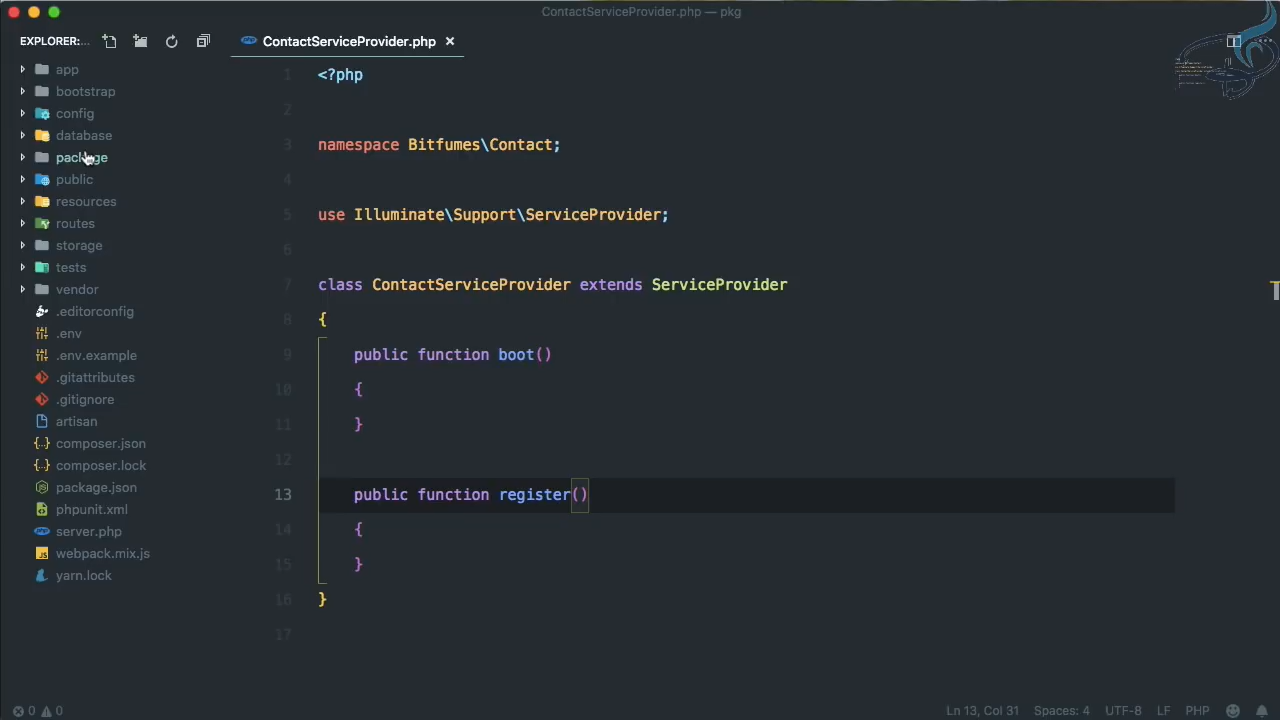 ContactServiceProvider.php — pkg
EXPLORER:...
ContactServiceProvider.php ×
app
bootstrap
config
database
package
public
resources
routes
storage
tests
vendor
.editorconfig
.env
.env.example
.gitattributes
.gitignore
artisan
composer.json
composer.lock
package.json
phpunit.xml
server.php
webpack.mix.js
yarn.lock
1 <?php
2
3 namespace Bitfumes\Contact;
4
5 use Illuminate\Support\ServiceProvider;
6
7 class ContactServiceProvider extends ServiceProvider
8 {
9 public function boot()
10 {
11 }
12
13 public function register()
14 {
15 }
16 }
17
0 0
Ln 13, Col 31 Spaces: 4 UTF-8 LF PHP